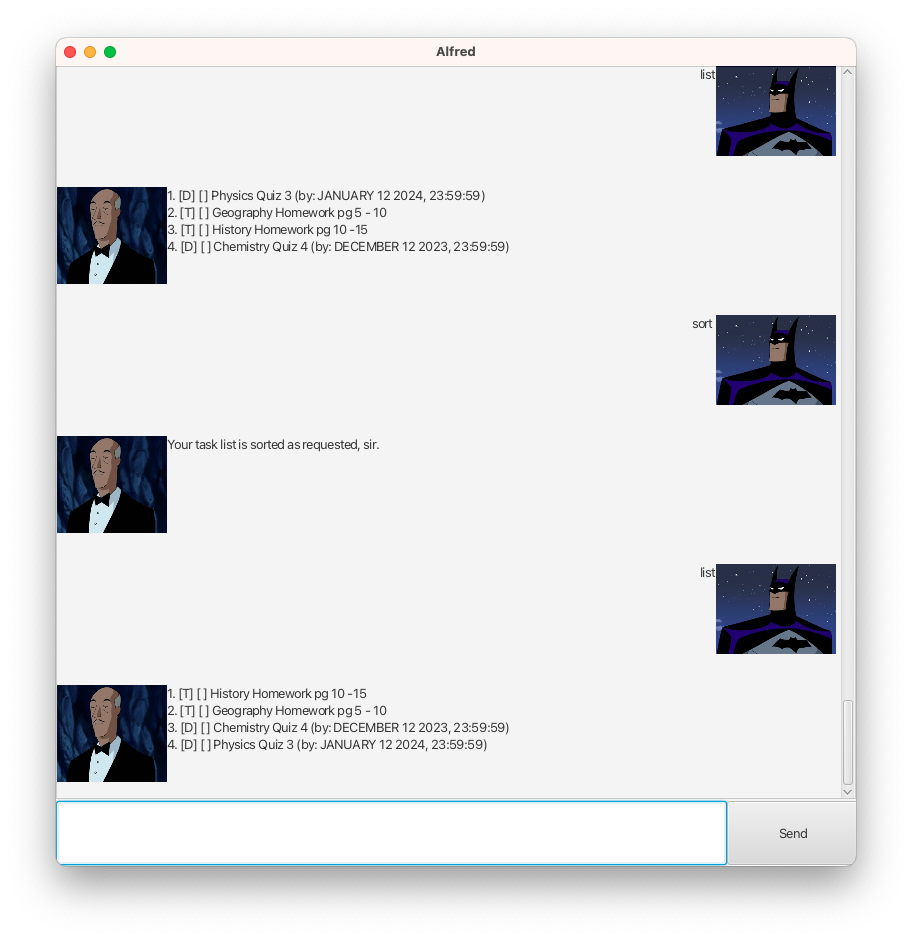 Alfred
list
1. [D] [ ] Physics Quiz 3 (by: JANUARY 12 2024, 23:59:59)
2. [T] [ ] Geography Homework pg 5 - 10
3. [T] [ ] History Homework pg 10 -15
4. [D] [ ] Chemistry Quiz 4 (by: DECEMBER 12 2023, 23:59:59)
sort
Your task list is sorted as requested, sir.
list
1. [T] [ ] History Homework pg 10 -15
2. [T] [ ] Geography Homework pg 5 - 10
3. [D] [ ] Chemistry Quiz 4 (by: DECEMBER 12 2023, 23:59:59)
4. [D] [ ] Physics Quiz 3 (by: JANUARY 12 2024, 23:59:59)
Send